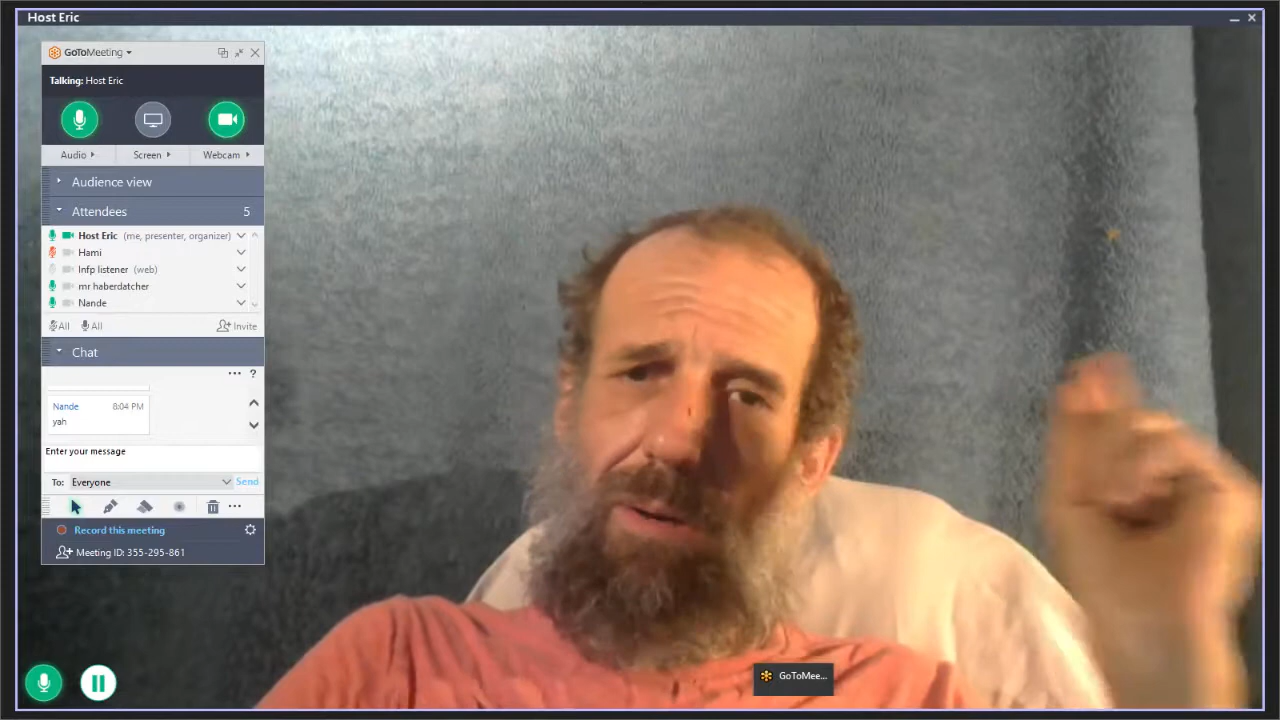 Host Eric
GoToMeeting
Talking: Host Eric
Audio
Screen
Webcam
Audience view
Attendees 5
Host Eric (me, presenter, organizer)
Hami
Infp listener (web)
mr haberdatcher
Nande
All All Invite
Chat
... ?
Nande 8:04 PM
yah
Enter your message
To: Everyone Send
...
Record this meeting
Meeting ID: 355-295-861
GoToMee...